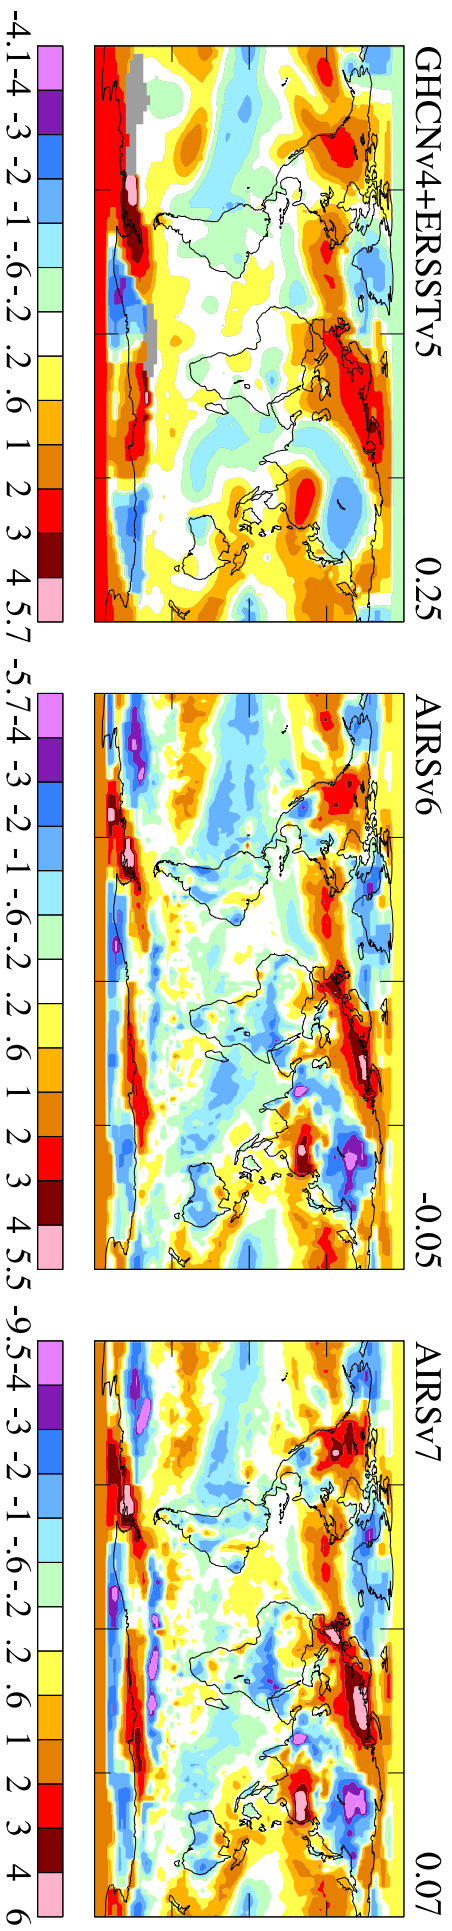 GHCNv4+ERSSTv5 0.25
-4.1 -4 -3 -2 -1 -.6 -.2 .2 .6 1 2 3 4 5.7
AIRSv6 -0.05
-5.7 -4 -3 -2 -1 -.6 -.2 .2 .6 1 2 3 4 5.5
AIRSv7 0.07
-9.5 -4 -3 -2 -1 -.6 -.2 .2 .6 1 2 3 4 6